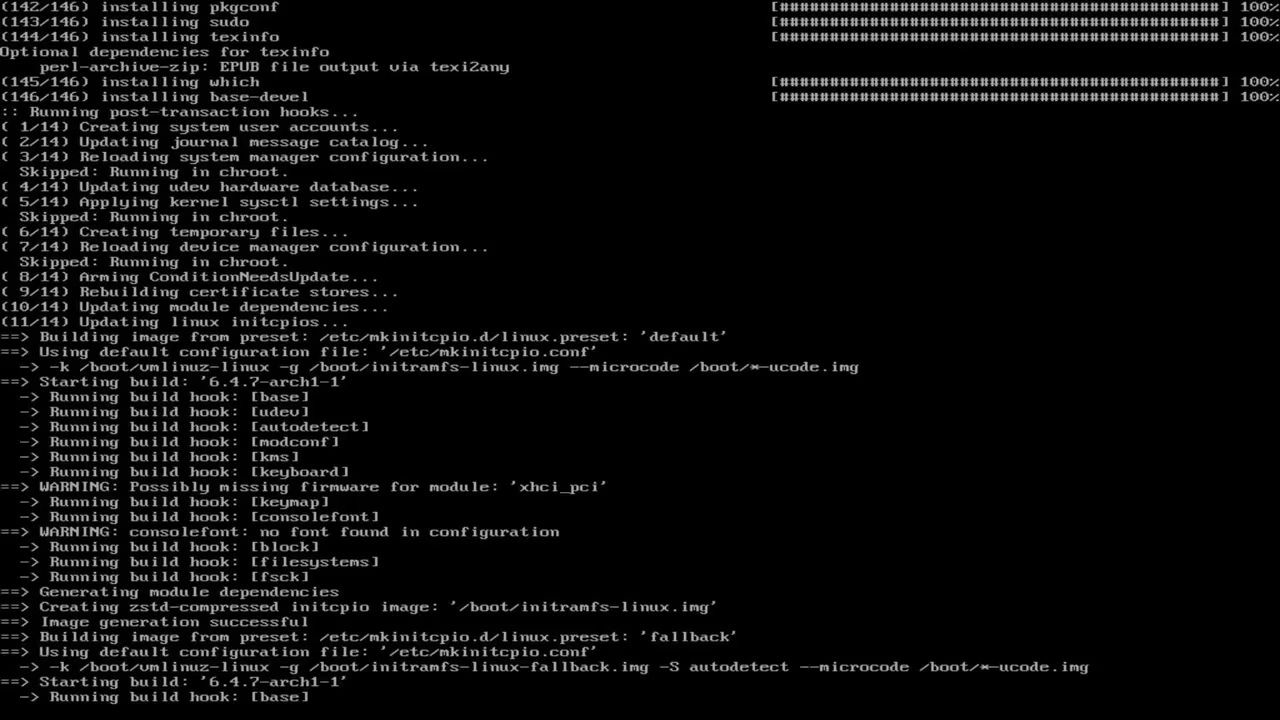 (142/146) installing pkgconf [############################################] 100%
(143/146) installing sudo [############################################] 100%
(144/146) installing texinfo [############################################] 100%
Optional dependencies for texinfo
    perl-archive-zip: EPUB file output via texi2any
(145/146) installing which [############################################] 100%
(146/146) installing base-devel [############################################] 100%
:: Running post-transaction hooks...
( 1/14) Creating system user accounts...
( 2/14) Updating journal message catalog...
( 3/14) Reloading system manager configuration...
  Skipped: Running in chroot.
( 4/14) Updating udev hardware database...
( 5/14) Applying kernel sysctl settings...
  Skipped: Running in chroot.
( 6/14) Creating temporary files...
( 7/14) Reloading device manager configuration...
  Skipped: Running in chroot.
( 8/14) Arming ConditionNeedsUpdate...
( 9/14) Rebuilding certificate stores...
(10/14) Updating module dependencies...
(11/14) Updating linux initcpios...
==> Building image from preset: /etc/mkinitcpio.d/linux.preset: 'default'
==> Using default configuration file: '/etc/mkinitcpio.conf'
  -> -k /boot/vmlinuz-linux -g /boot/initramfs-linux.img --microcode /boot/*-ucode.img
==> Starting build: '6.4.7-arch1-1'
  -> Running build hook: [base]
  -> Running build hook: [udev]
  -> Running build hook: [autodetect]
  -> Running build hook: [modconf]
  -> Running build hook: [kms]
  -> Running build hook: [keyboard]
==> WARNING: Possibly missing firmware for module: 'xhci_pci'
  -> Running build hook: [keymap]
  -> Running build hook: [consolefont]
==> WARNING: consolefont: no font found in configuration
  -> Running build hook: [block]
  -> Running build hook: [filesystems]
  -> Running build hook: [fsck]
==> Generating module dependencies
==> Creating zstd-compressed initcpio image: '/boot/initramfs-linux.img'
==> Image generation successful
==> Building image from preset: /etc/mkinitcpio.d/linux.preset: 'fallback'
==> Using default configuration file: '/etc/mkinitcpio.conf'
  -> -k /boot/vmlinuz-linux -g /boot/initramfs-linux-fallback.img -S autodetect --microcode /boot/*-ucode.img
==> Starting build: '6.4.7-arch1-1'
  -> Running build hook: [base]